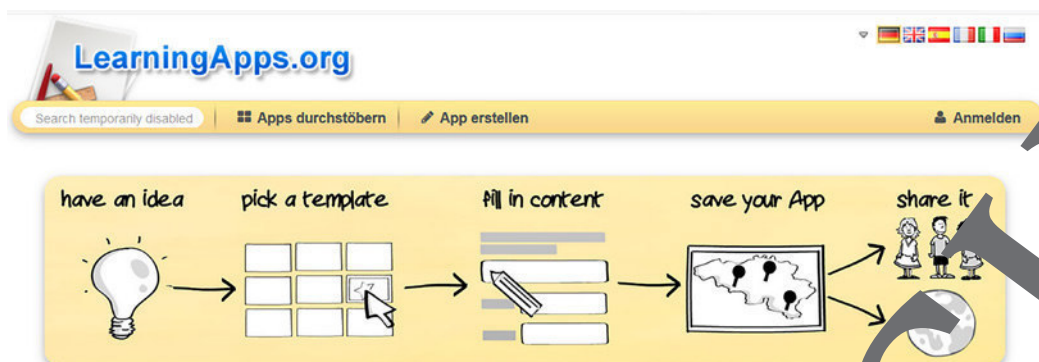 LearningApps.org
Search temporarily disabled
Apps durchstöbern
App erstellen
Anmelden
have an idea
pick a template
fill in content
save your App
share it